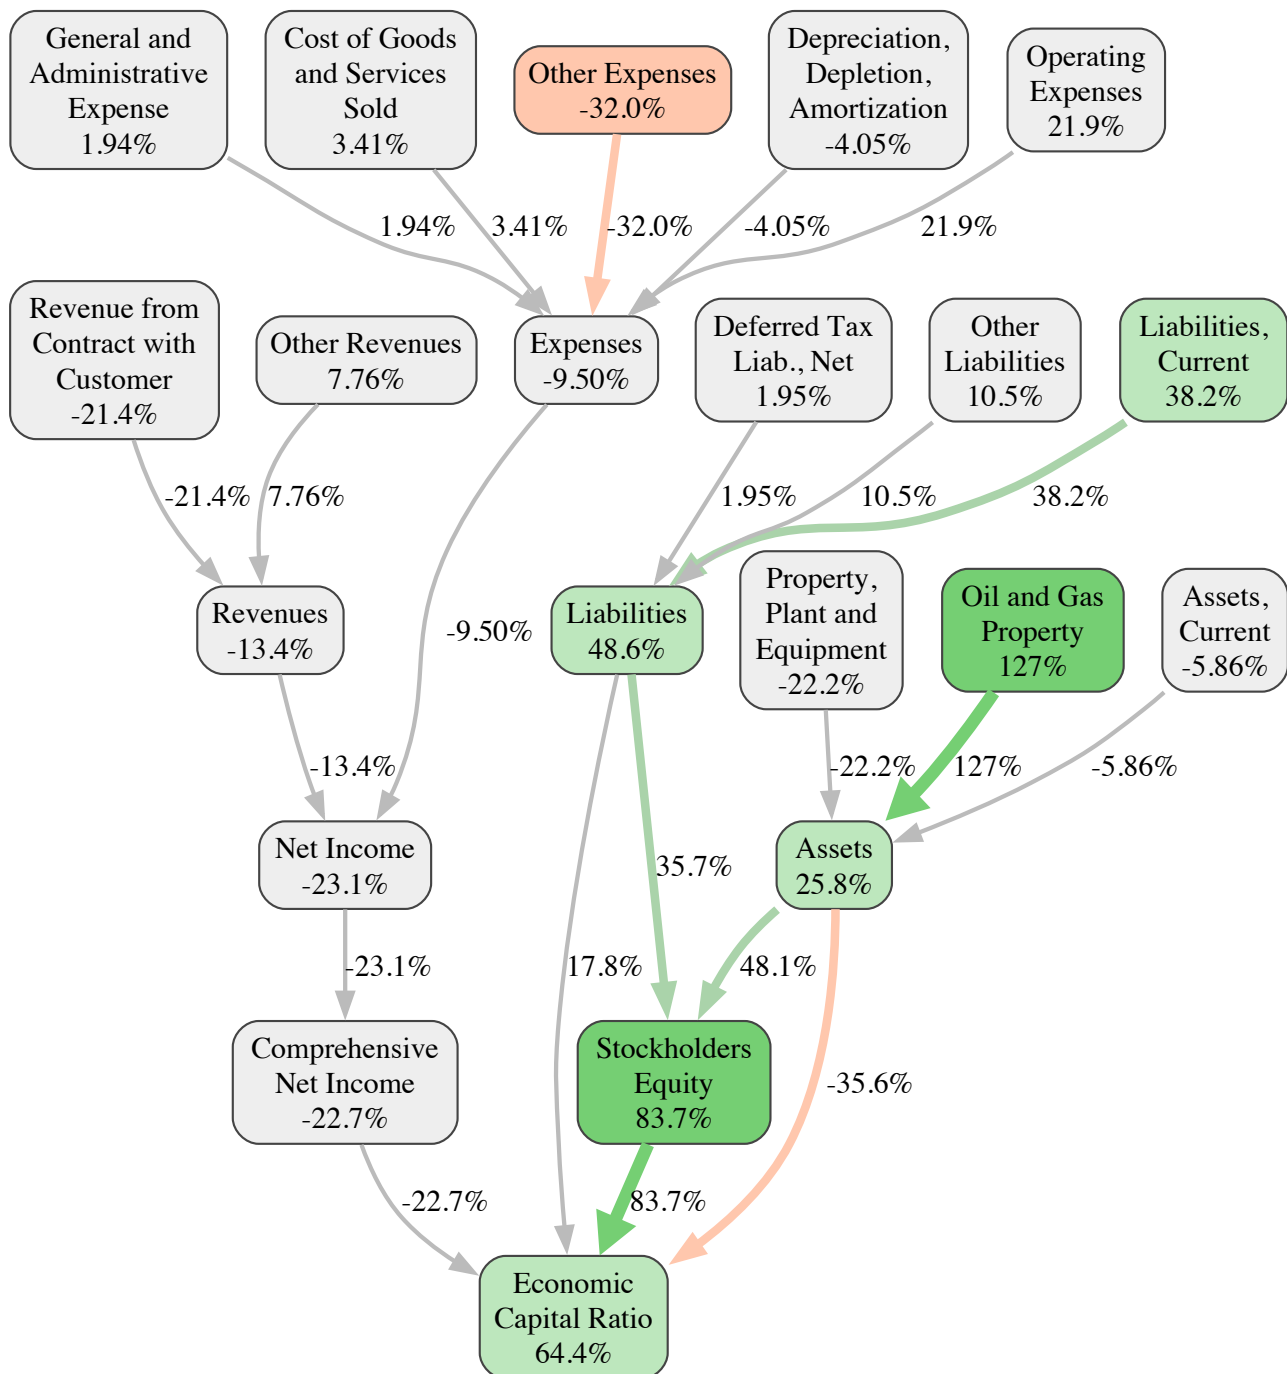 General and
Administrative
Expense
1.94%
Cost of Goods
and Services
Sold
3.41%
Other Expenses
-32.0%
Depreciation,
Depletion,
Amortization
-4.05%
Operating
Expenses
21.9%
1.94%
3.41%
-32.0%
-4.05%
21.9%
Revenue from
Contract with
Customer
-21.4%
Other Revenues
7.76%
Expenses
-9.50%
Deferred Tax
Liab., Net
1.95%
Other
Liabilities
10.5%
Liabilities,
Current
38.2%
-21.4%
7.76%
1.95%
10.5%
38.2%
Revenues
-13.4%
-9.50%
Liabilities
48.6%
Property,
Plant and
Equipment
-22.2%
Oil and Gas
Property
127%
Assets,
Current
-5.86%
-13.4%
-22.2%
127%
-5.86%
Net Income
-23.1%
35.7%
Assets
25.8%
-23.1%
17.8%
48.1%
Comprehensive
Net Income
-22.7%
Stockholders
Equity
83.7%
-35.6%
-22.7%
83.7%
Economic
Capital Ratio
64.4%